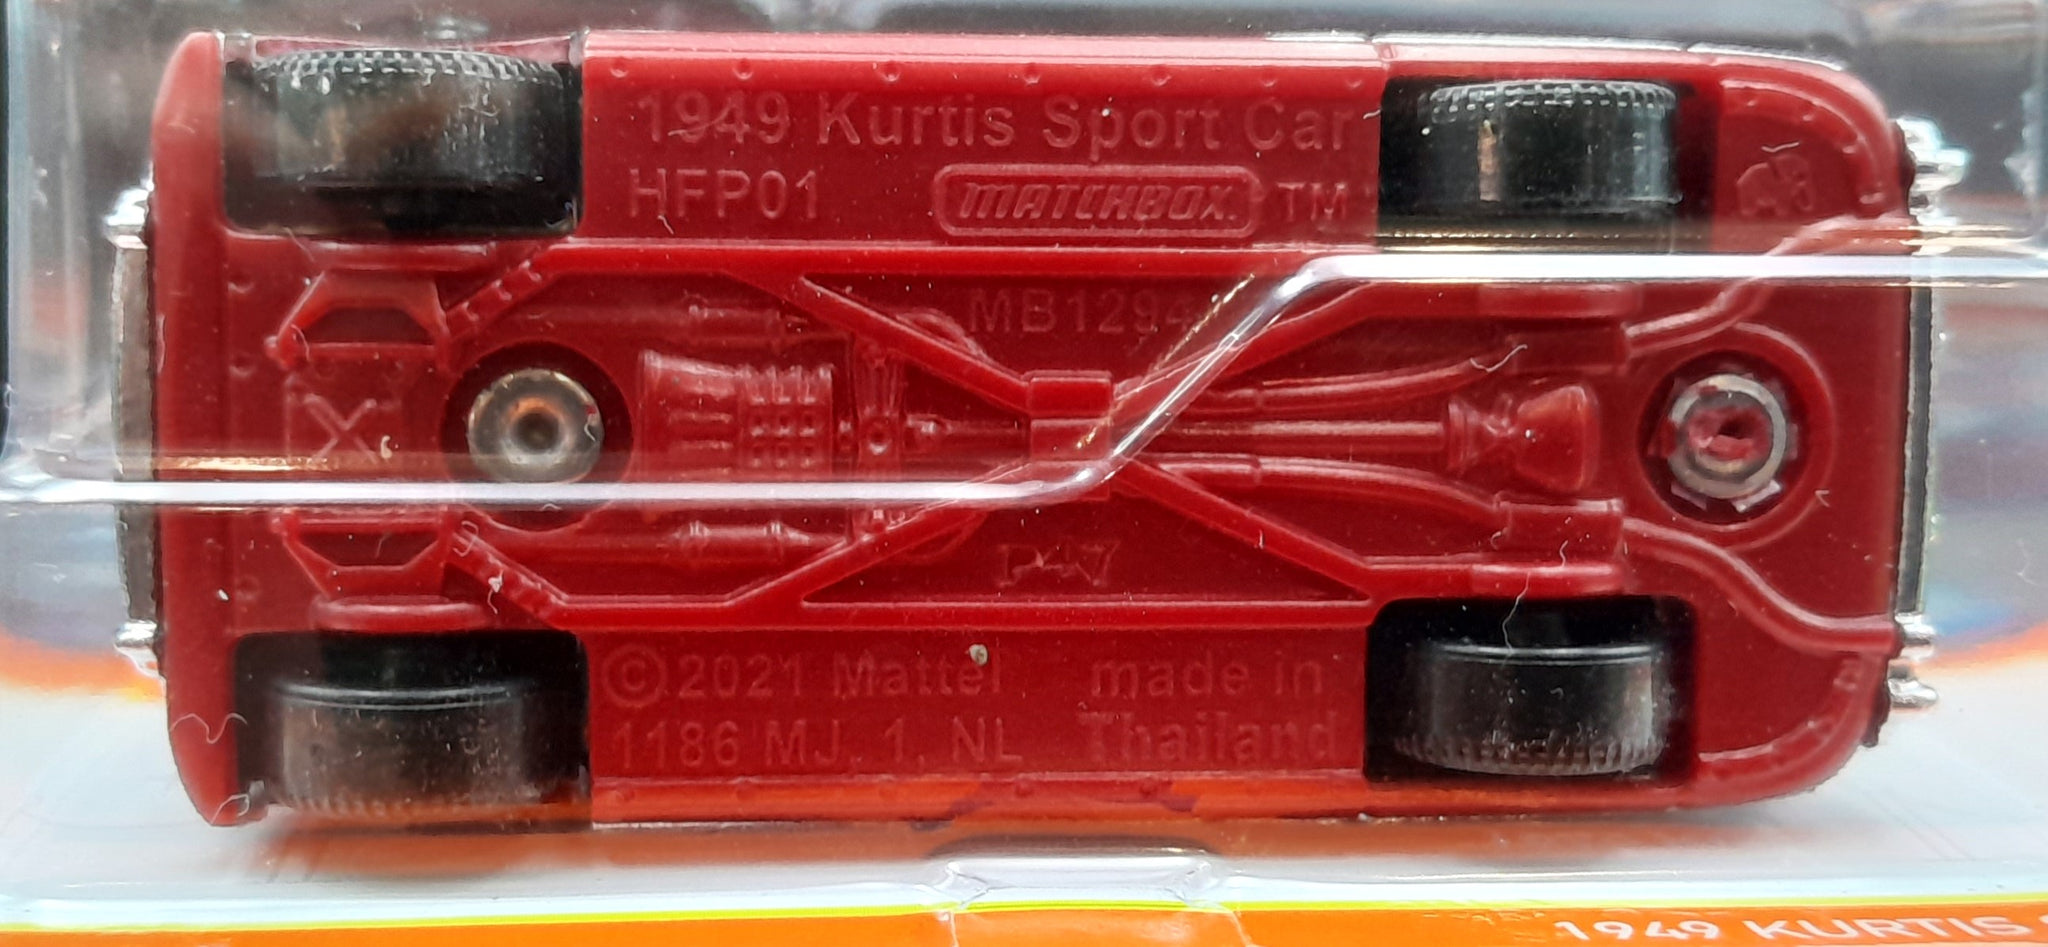 1949 Kurtis Sport Car
HFP01 MATCHBOX TM
MB1294
X
P47
©2021 Mattel made in
1186 MJ, 1, NL Thailand
1949 KURTIS